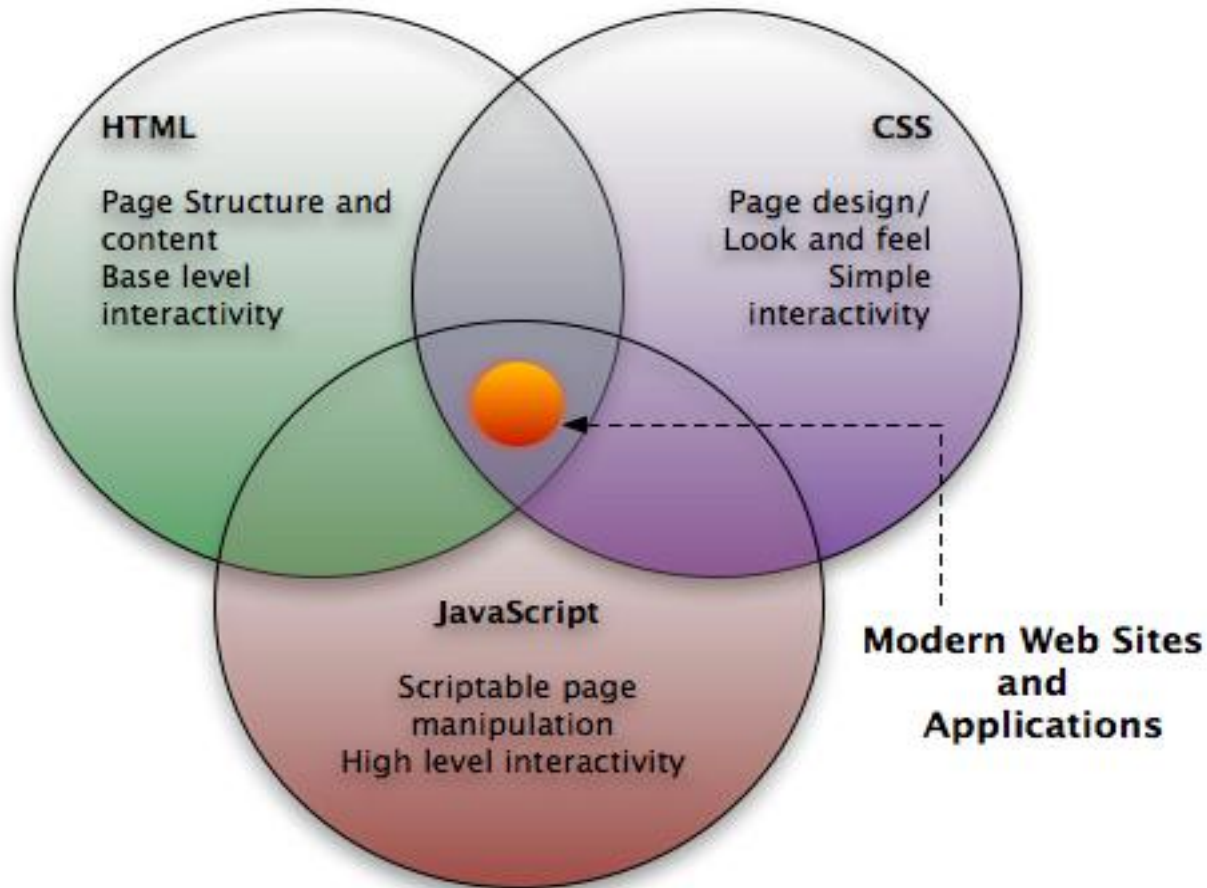 HTML
Page Structure and
content
Base level
interactivity
CSS
Page design/
Look and feel
Simple
interactivity
JavaScript
Scriptable page
manipulation
High level interactivity
Modern Web Sites
and
Applications